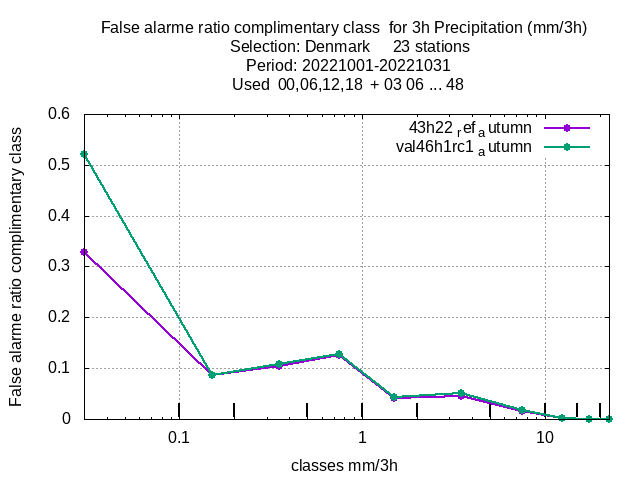 False alarme ratio complimentary class  for 3h Precipitation (mm/3h)
Selection: Denmark     23 stations
Period: 20221001-20221031
Used  00,06,12,18  + 03 06 ... 48
43h22 ref autumn
val46h1rc1 autumn
False alarme ratio complimentary class
0.6
0.5
0.4
0.3
0.2
0.1
0
0.1
1
10
classes mm/3h